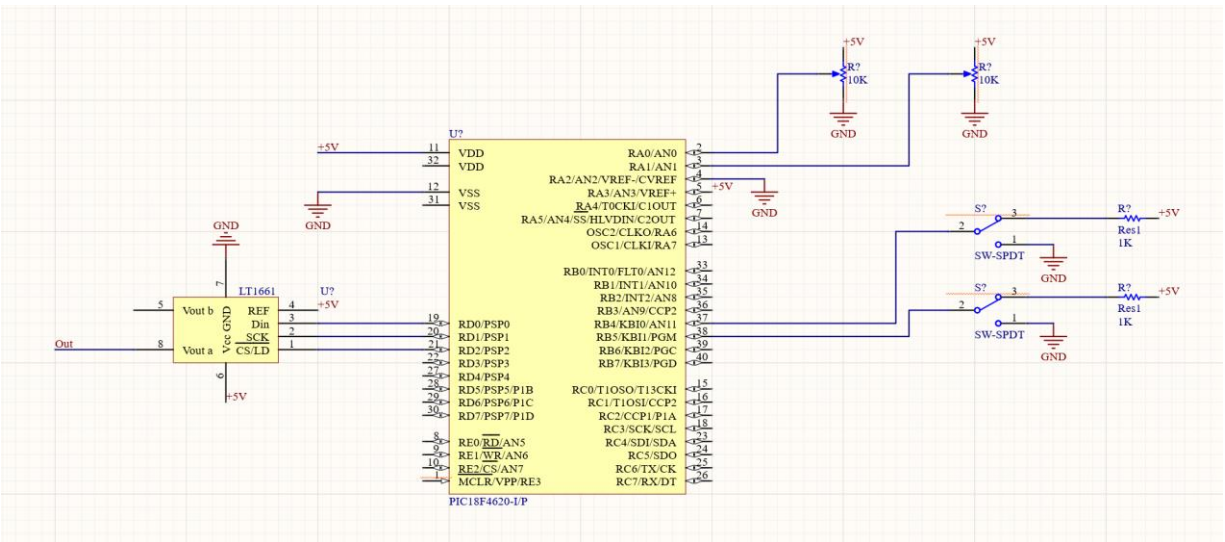 +5V
R?
10K
GND
+5V
R?
10K
GND
U?
+5V
11
VDD
32
VDD
12
VSS
31
VSS
GND
RA0/AN0
2
RA1/AN1
3
RA2/AN2/VREF-/CVREF
4
RA3/AN3/VREF+
5
+5V
RA4/T0CKI/C1OUT
6
RA5/AN4/SS/HLVDIN/C2OUT
7
OSC2/CLKO/RA6
14
OSC1/CLKI/RA7
13
GND
RB0/INT0/FLT0/AN12
33
RB1/INT1/AN10
34
RB2/INT2/AN8
35
RB3/AN9/CCP2
36
RB4/KBI0/AN11
37
RB5/KBI1/PGM
38
RB6/KBI2/PGC
39
RB7/KBI3/PGD
40
RC0/T1OSO/T13CKI
15
RC1/T1OSI/CCP2
16
RC2/CCP1/P1A
17
RC3/SCK/SCL
18
RC4/SDI/SDA
23
RC5/SDO
24
RC6/TX/CK
25
RC7/RX/DT
26
19
RD0/PSP0
20
RD1/PSP1
21
RD2/PSP2
22
RD3/PSP3
27
RD4/PSP4
28
RD5/PSP5/P1B
29
RD6/PSP6/P1C
30
RD7/PSP7/P1D
8
RE0/RD/AN5
9
RE1/WR/AN6
10
RE2/CS/AN7
1
MCLR/VPP/RE3
PIC18F4620-I/P
GND
7
LT1661
U?
5
Vout b
REF
4
+5V
Din
3
SCK
2
CS/LD
1
Vcc GND
Out
8
Vout a
6
+5V
S?
2
3
1
SW-SPDT
GND
R?
Res1
1K
+5V
S?
2
3
1
SW-SPDT
GND
R?
Res1
1K
+5V